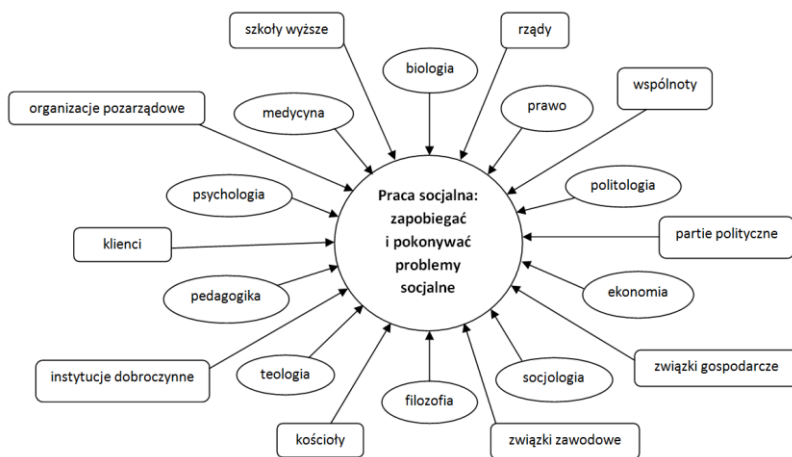 szkoły wyższe
rządy
biologia
wspólnoty
organizacje pozarządowe
medycyna
prawo
psychologia
politologia
Praca socjalna:
zapobiegać
i pokonywać
problemy
socjalne
klienci
partie polityczne
pedagogika
ekonomia
instytucje dobroczynne
teologia
socjologia
związki gospodarcze
filozofia
kościoły
związki zawodowe